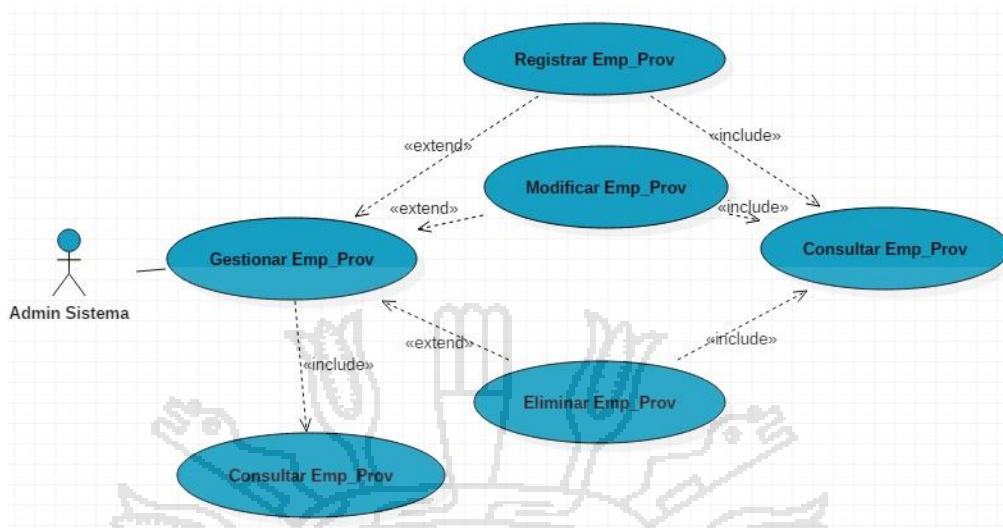 Registrar Emp_Prov
«extend»
«include»
Modificar Emp_Prov
«extend»
«include»
Gestionar Emp_Prov
Consultar Emp_Prov
Admin Sistema
«extend»
«include»
«include»
Eliminar Emp_Prov
Consultar Emp_Prov